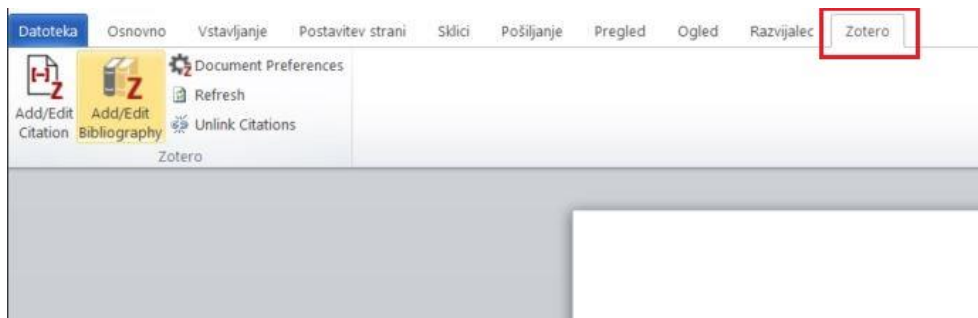 Datoteka Osnovno Vstavljanje Postavitev strani Sklici Pošiljanje Pregled Ogled Razvijalec Zotero
Add/Edit Citation
Add/Edit Bibliography
Document Preferences
Refresh
Unlink Citations
Zotero